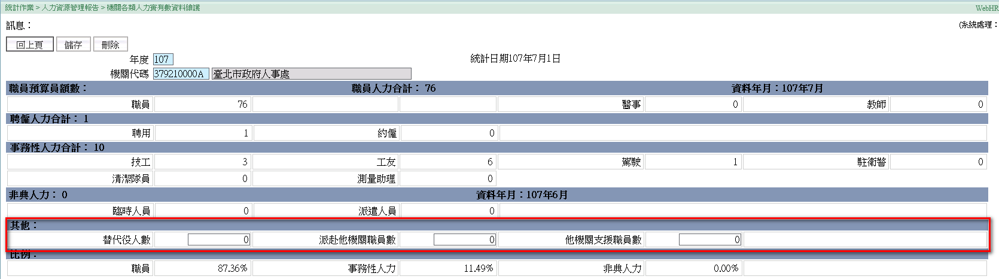 統計作業 > 人力資源管理報告 > 機關各類人力實有數資料維護 WebHR
訊息： (系統處理：
回上頁 儲存 刪除
年度 107 統計日期107年7月1日
機關代碼 379210000A 臺北市政府人事處
職員預算員額數： 職員人力合計： 76 資料年月：107年7月
職員 76 醫事 0 教師 0
聘僱人力合計： 1
聘用 1 約僱 0
事務性人力合計： 10
技工 3 工友 6 駕駛 1 駐衛警 0
清潔隊員 0 測量助理 0
非典人力： 0 資料年月：107年6月
臨時人員 0 派遣人員 0
其他：
替代役人數 0 派赴他機關職員數 0 他機關支援職員數 0
比例：
職員 87.36% 事務性人力 11.49% 非典人力 0.00%